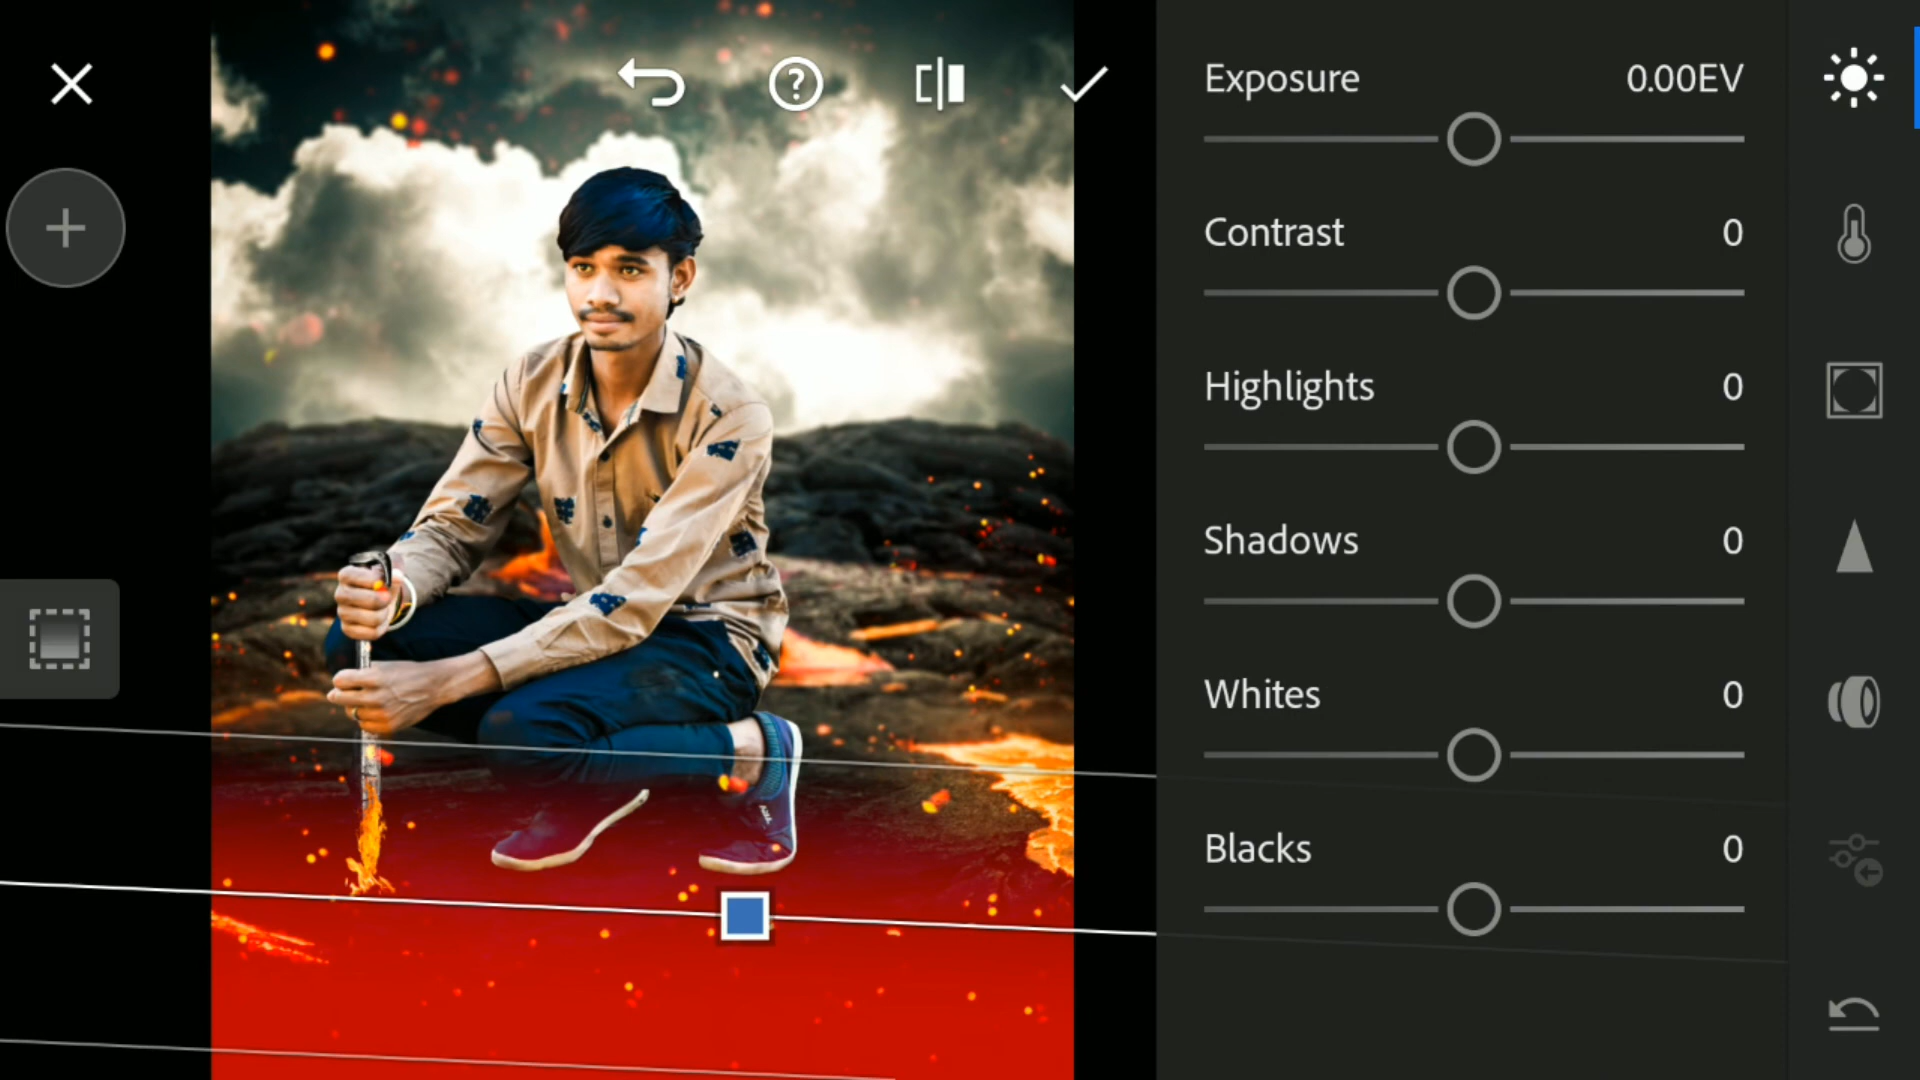 Exposure 0.00EV
Contrast 0
Highlights 0
Shadows 0
Whites 0
Blacks 0